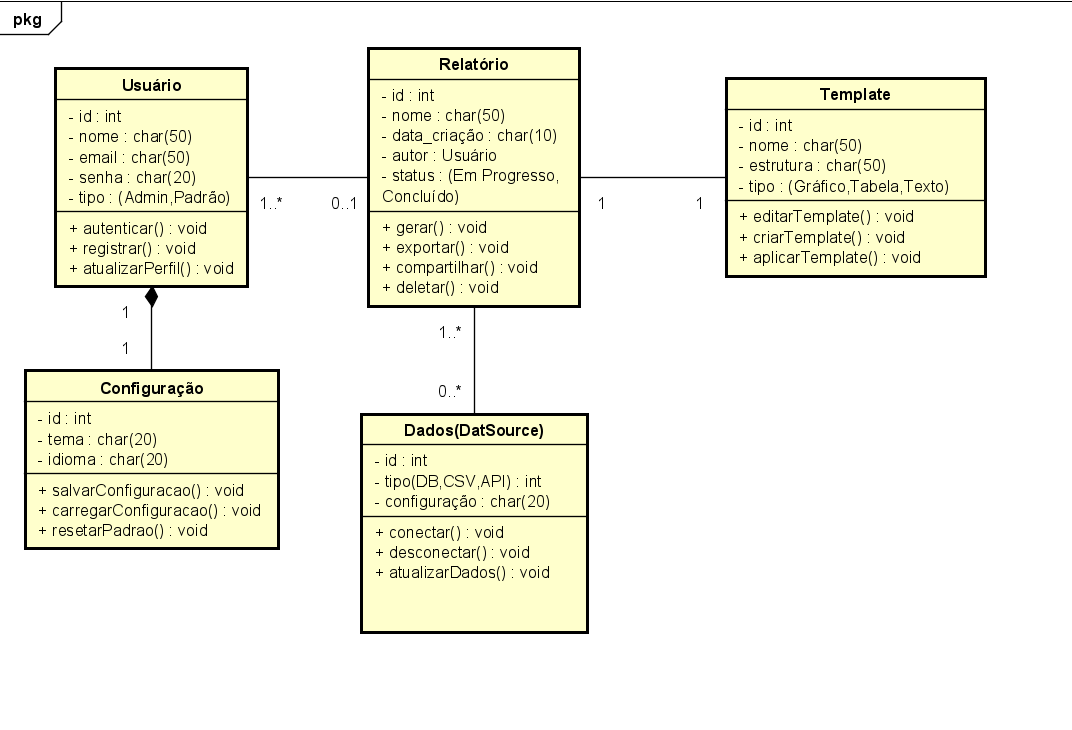 pkg
Usuário
- id : int
- nome : char(50)
- email : char(50)
- senha : char(20)
- tipo : (Admin,Padrão)
+ autenticar() : void
+ registrar() : void
+ atualizarPerfil() : void
1..*
0..1
Relatório
- id : int
- nome : char(50)
- data_criação : char(10)
- autor : Usuário
- status : (Em Progresso,
Concluído)
+ gerar() : void
+ exportar() : void
+ compartilhar() : void
+ deletar() : void
1
1
Template
- id : int
- nome : char(50)
- estrutura : char(50)
- tipo : (Gráfico,Tabela,Texto)
+ editarTemplate() : void
+ criarTemplate() : void
+ aplicarTemplate() : void
1
1
Configuração
- id : int
- tema : char(20)
- idioma : char(20)
+ salvarConfiguracao() : void
+ carregarConfiguracao() : void
+ resetarPadrao() : void
1..*
0..*
Dados(DatSource)
- id : int
- tipo(DB,CSV,API) : int
- configuração : char(20)
+ conectar() : void
+ desconectar() : void
+ atualizarDados() : void